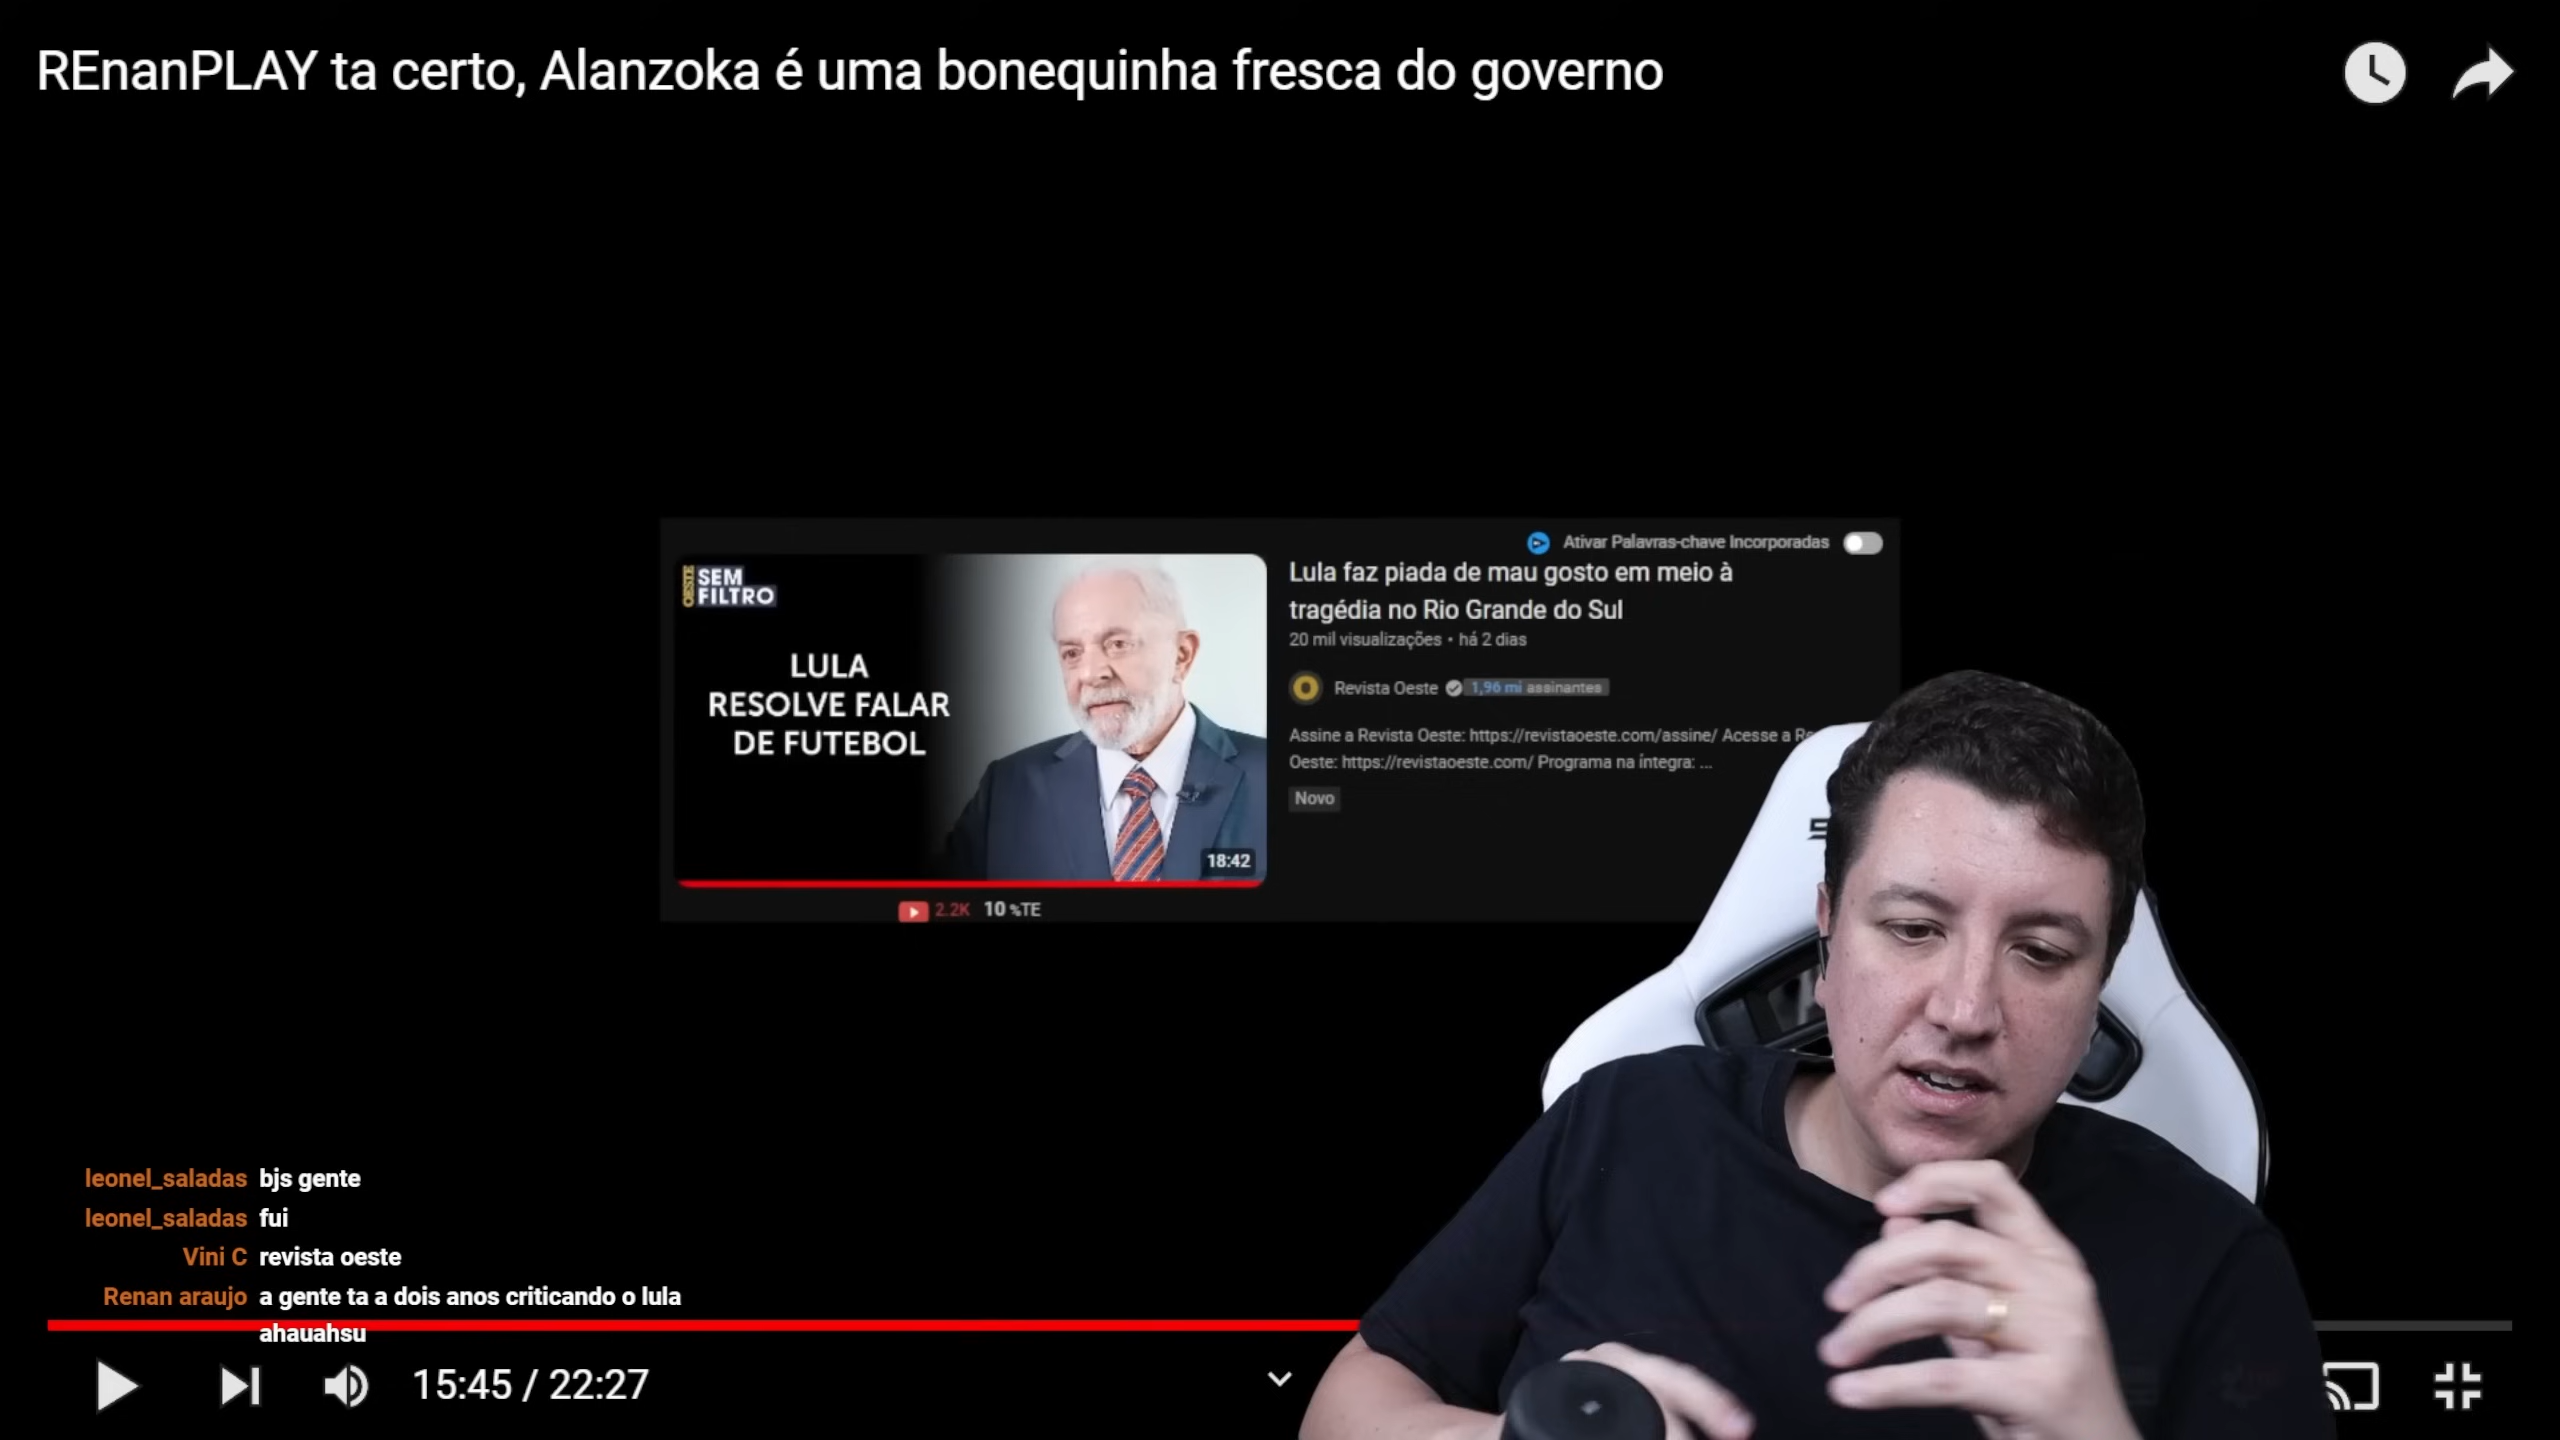 REnanPLAY ta certo, Alanzoka é uma bonequinha fresca do governo
Ativar Palavras-chave Incorporadas
OESTE
SEM
FILTRO
LULA
RESOLVE FALAR
DE FUTEBOL
18:42
2.2K 10 %TE
Lula faz piada de mau gosto em meio à
tragédia no Rio Grande do Sul
20 mil visualizações • há 2 dias
Revista Oeste 1,96 mi assinantes
Assine a Revista Oeste: https://revistaoeste.com/assine/ Acesse a
Oeste: https://revistaoeste.com/ Programa na íntegra: ...
Novo
leonel_saladas bjs gente
leonel_saladas fui
Vini C revista oeste
Renan araujo a gente ta a dois anos criticando o lula
ahauahsu
15:45 / 22:27